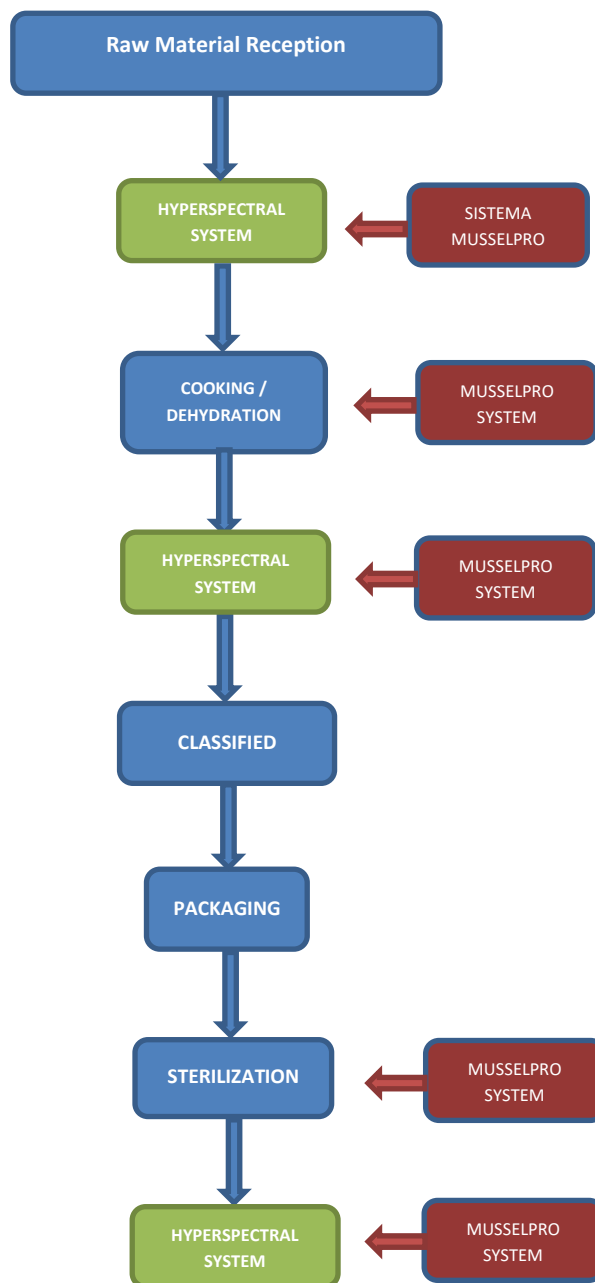 Raw Material Reception
HYPERSPECTRAL
SYSTEM
SISTEMA
MUSSELPRO
COOKING /
DEHYDRATION
MUSSELPRO
SYSTEM
HYPERSPECTRAL
SYSTEM
MUSSELPRO
SYSTEM
CLASSIFIED
PACKAGING
STERILIZATION
MUSSELPRO
SYSTEM
HYPERSPECTRAL
SYSTEM
MUSSELPRO
SYSTEM